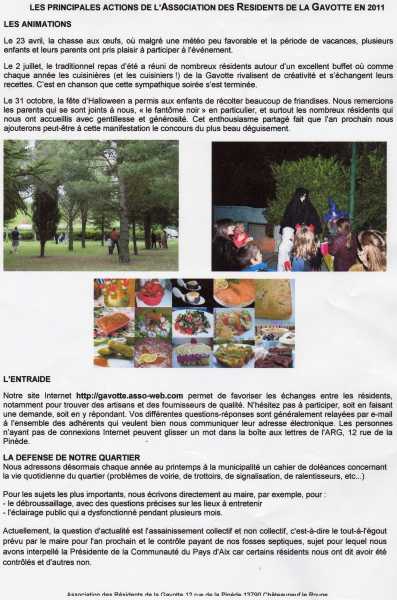 LES PRINCIPALES ACTIONS DE L'ASSOCIATION DES RESIDENTS DE LA GAVOTTE EN 2011
LES ANIMATIONS
Le 23 avril, la chasse aux œufs, où malgré une météo peu favorable et la période de vacances, plusieurs
enfants et leurs parents ont pris plaisir à participer à l'événement.
Le 2 juillet, le traditionnel repas d'été a réuni de nombreux résidents autour d'un excellent buffet où comme
chaque année les cuisinières (et les cuisiniers !) de la Gavotte rivalisent de créativité et s'échangent leurs
recettes. C'est en chanson que cette sympathique soirée s'est terminée.
Le 31 octobre, la fête d'Halloween a permis aux enfants de récolter beaucoup de friandises. Nous remercions
les parents qui se sont joints à nous, « le fantôme noir » en particulier, et surtout les nombreux résidents qui
nous ont accueillis avec gentillesse et générosité. Cet enthousiasme partagé fait que l'an prochain nous
ajouterons peut-être à cette manifestation le concours du plus beau déguisement.
L'ENTRAIDE
Notre site Internet http://gavotte.asso-web.com permet de favoriser les échanges entre les résidents,
notamment pour trouver des artisans et des fournisseurs de qualité. N'hésitez pas à participer, soit en faisant
une demande, soit en y répondant. Vos différentes questions-réponses sont généralement relayées par e-mail
à l'ensemble des adhérents qui veulent bien nous communiquer leur adresse électronique. Les personnes
n'ayant pas de connexions Internet peuvent glisser un mot dans la boîte aux lettres de l'ARG, 12 rue de la
Pinède.
LA DEFENSE DE NOTRE QUARTIER
Nous adressons désormais chaque année au printemps à la municipalité un cahier de doléances concernant
la vie quotidienne du quartier (problèmes de voirie, de trottoirs, de signalisation, de ralentisseurs, etc...)
Pour les sujets les plus importants, nous écrivons directement au maire, par exemple, pour :
- le débroussaillage, avec des questions précises sur les lieux à entretenir
- l'éclairage public qui a dysfonctionné pendant plusieurs mois.
Actuellement, la question d'actualité est l'assainissement collectif et non collectif, c'est-à-dire le tout-à-l'égout
prévu par le maire pour l'an prochain et le contrôle payant de nos fosses septiques, sujet pour lequel nous
avons interpellé la Présidente de la Communauté du Pays d'Aix car certains résidents nous ont dit avoir été
contrôlés et d'autres non.
Association des Résidents de la Gavotte 12 rue de la Pinède 13790 Châteauneuf le Rouge